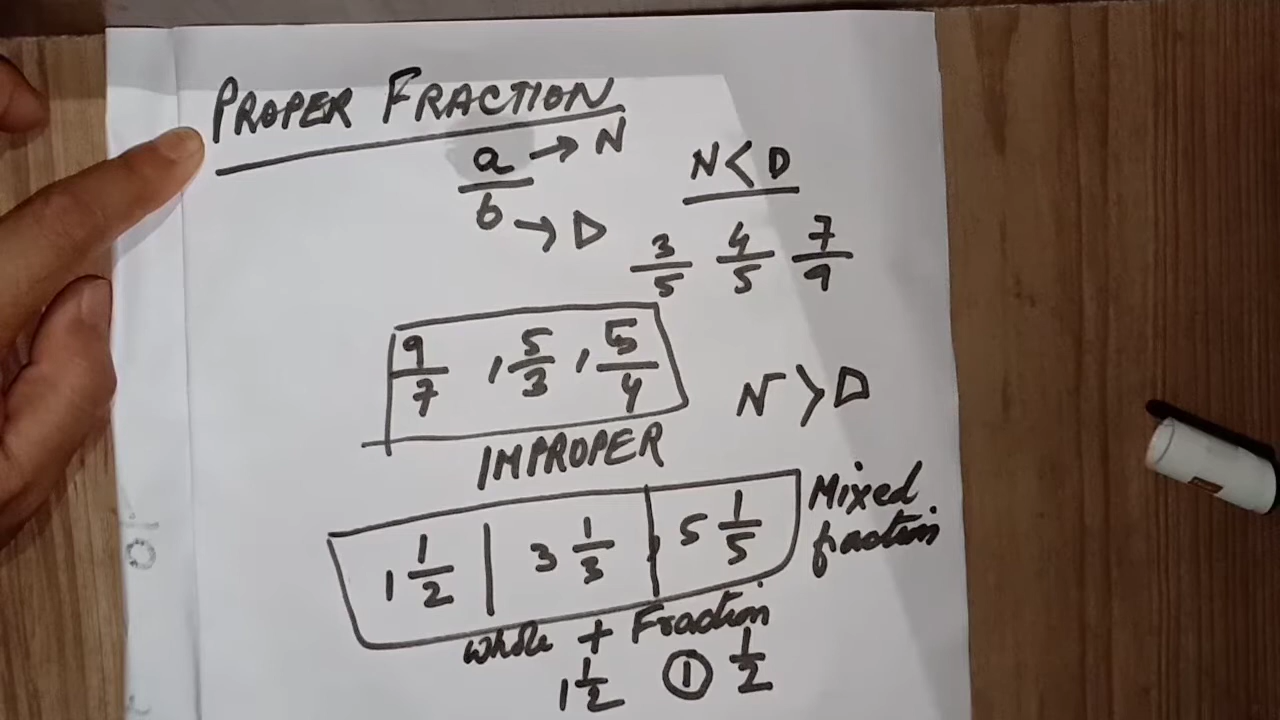 PROPER FRACTION
a/b → N → D
N < D
3/5 4/5 7/9
9/7 , 5/3 , 5/4
N > D
IMPROPER
1 1/2 | 3 1/3 | 5 1/5
Mixed
fraction
Whole + Fraction
1 1/2 ① 1/2